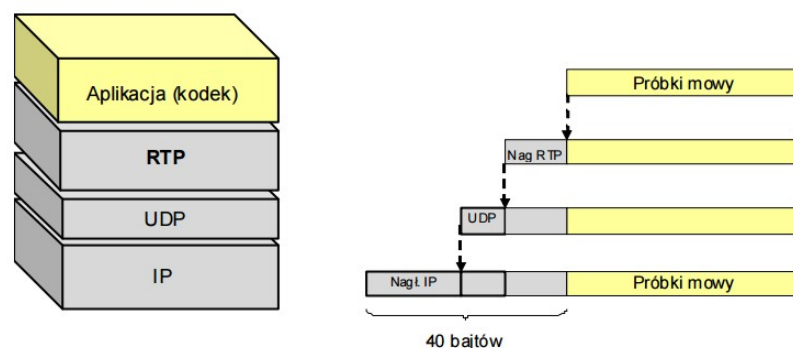 Aplikacja (kodek)
RTP
UDP
IP
Próbki mowy
Nag RTP
UDP
Nagł. IP
Próbki mowy
40 bajtów